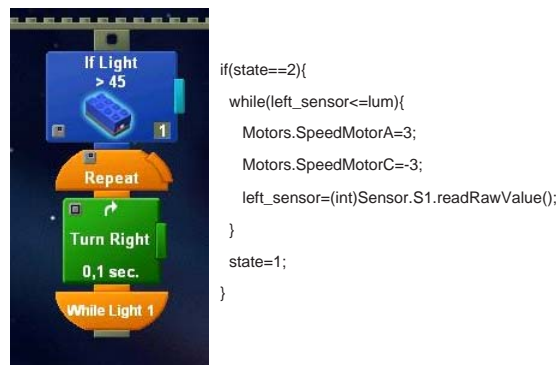 If Light
> 45
1
Repeat
Turn Right
0,1 sec.
While Light 1
if(state==2){
while(left_sensor<=lum){
Motors.SpeedMotorA=3;
Motors.SpeedMotorC=-3;
left_sensor=(int)Sensor.S1.readRawValue();
}
state=1;
}